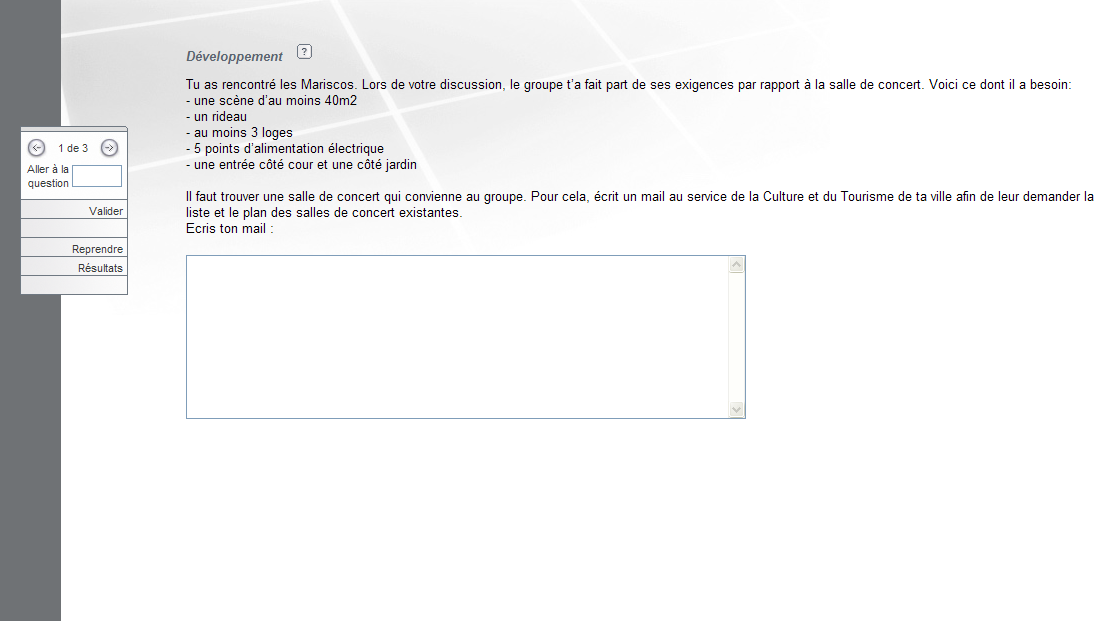 Développement ?
Tu as rencontré les Mariscos. Lors de votre discussion, le groupe t'a fait part de ses exigences par rapport à la salle de concert. Voici ce dont il a besoin:
- une scène d'au moins 40m2
- un rideau
- au moins 3 loges
- 5 points d'alimentation électrique
- une entrée côté cour et une côté jardin
Il faut trouver une salle de concert qui convienne au groupe. Pour cela, écrit un mail au service de la Culture et du Tourisme de ta ville afin de leur demander la
liste et le plan des salles de concert existantes.
Ecris ton mail :
1 de 3
Aller à la
question
Valider
Reprendre
Résultats